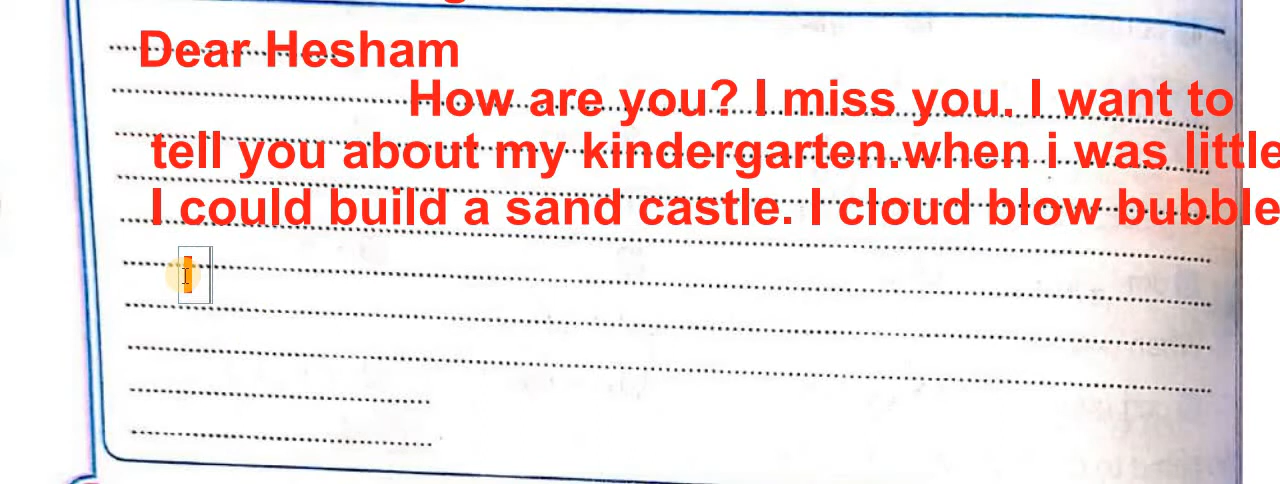 Dear Hesham
How are you? I miss you. I want to
tell you about my kindergarten.when i was little
I could build a sand castle. I cloud blow bubble
I